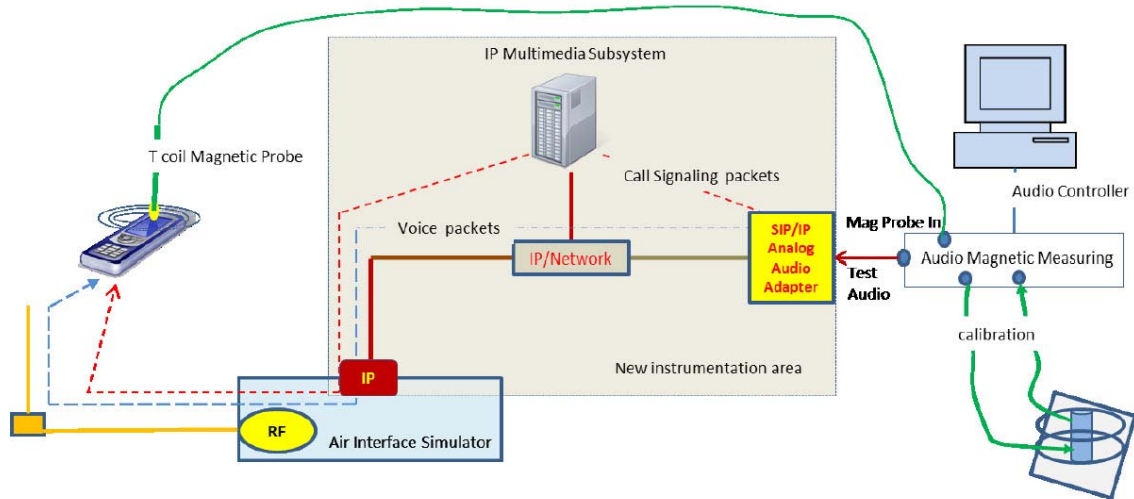 IP Multimedia Subsystem
T coil Magnetic Probe
Call Signaling packets
Audio Controller
Mag Probe In
Voice packets
SIP/IP
Analog
Audio
Adapter
IP/Network
Audio Magnetic Measuring
Test
Audio
calibration
New instrumentation area
IP
RF
Air Interface Simulator